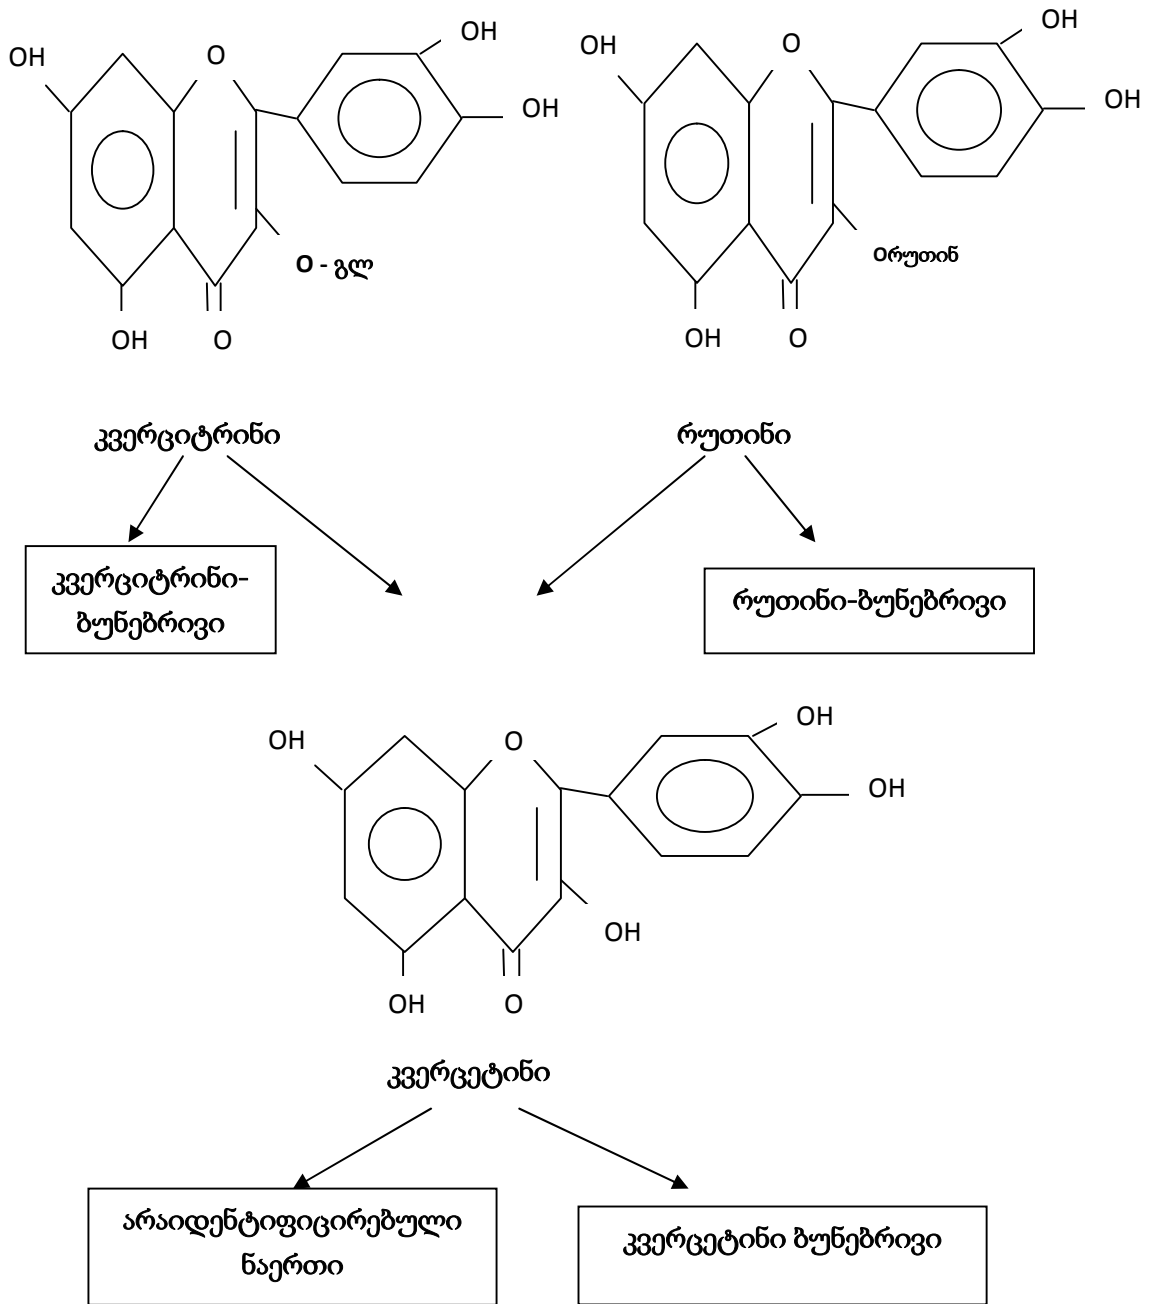 OH
O
OH
OH
O - გლ
OH
O
OH
O
OH
OH
Oრუთინ
OH
O
კვერციტრინი
რუთინი
კვერციტრინი-
ბუნებრივი
რუთინი-ბუნებრივი
OH
O
OH
OH
OH
OH
O
კვერცეტინი
არაიდენტიფიცირებული
ნაერთი
კვერცეტინი ბუნებრივი